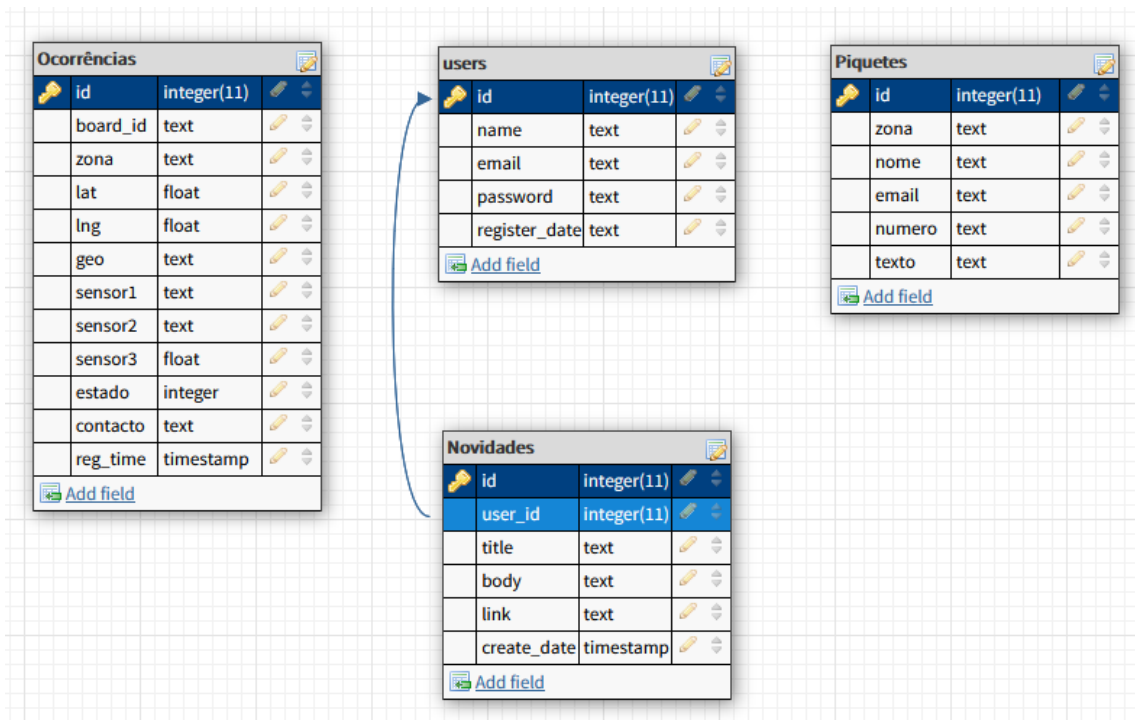 Ocorrências
id integer(11)
board_id text
zona text
lat float
lng float
geo text
sensor1 text
sensor2 text
sensor3 float
estado integer
contacto text
reg_time timestamp
Add field
users
id integer(11)
name text
email text
password text
register_date text
Add field
Piquetes
id integer(11)
zona text
nome text
email text
numero text
texto text
Add field
Novidades
id integer(11)
user_id integer(11)
title text
body text
link text
create_date timestamp
Add field